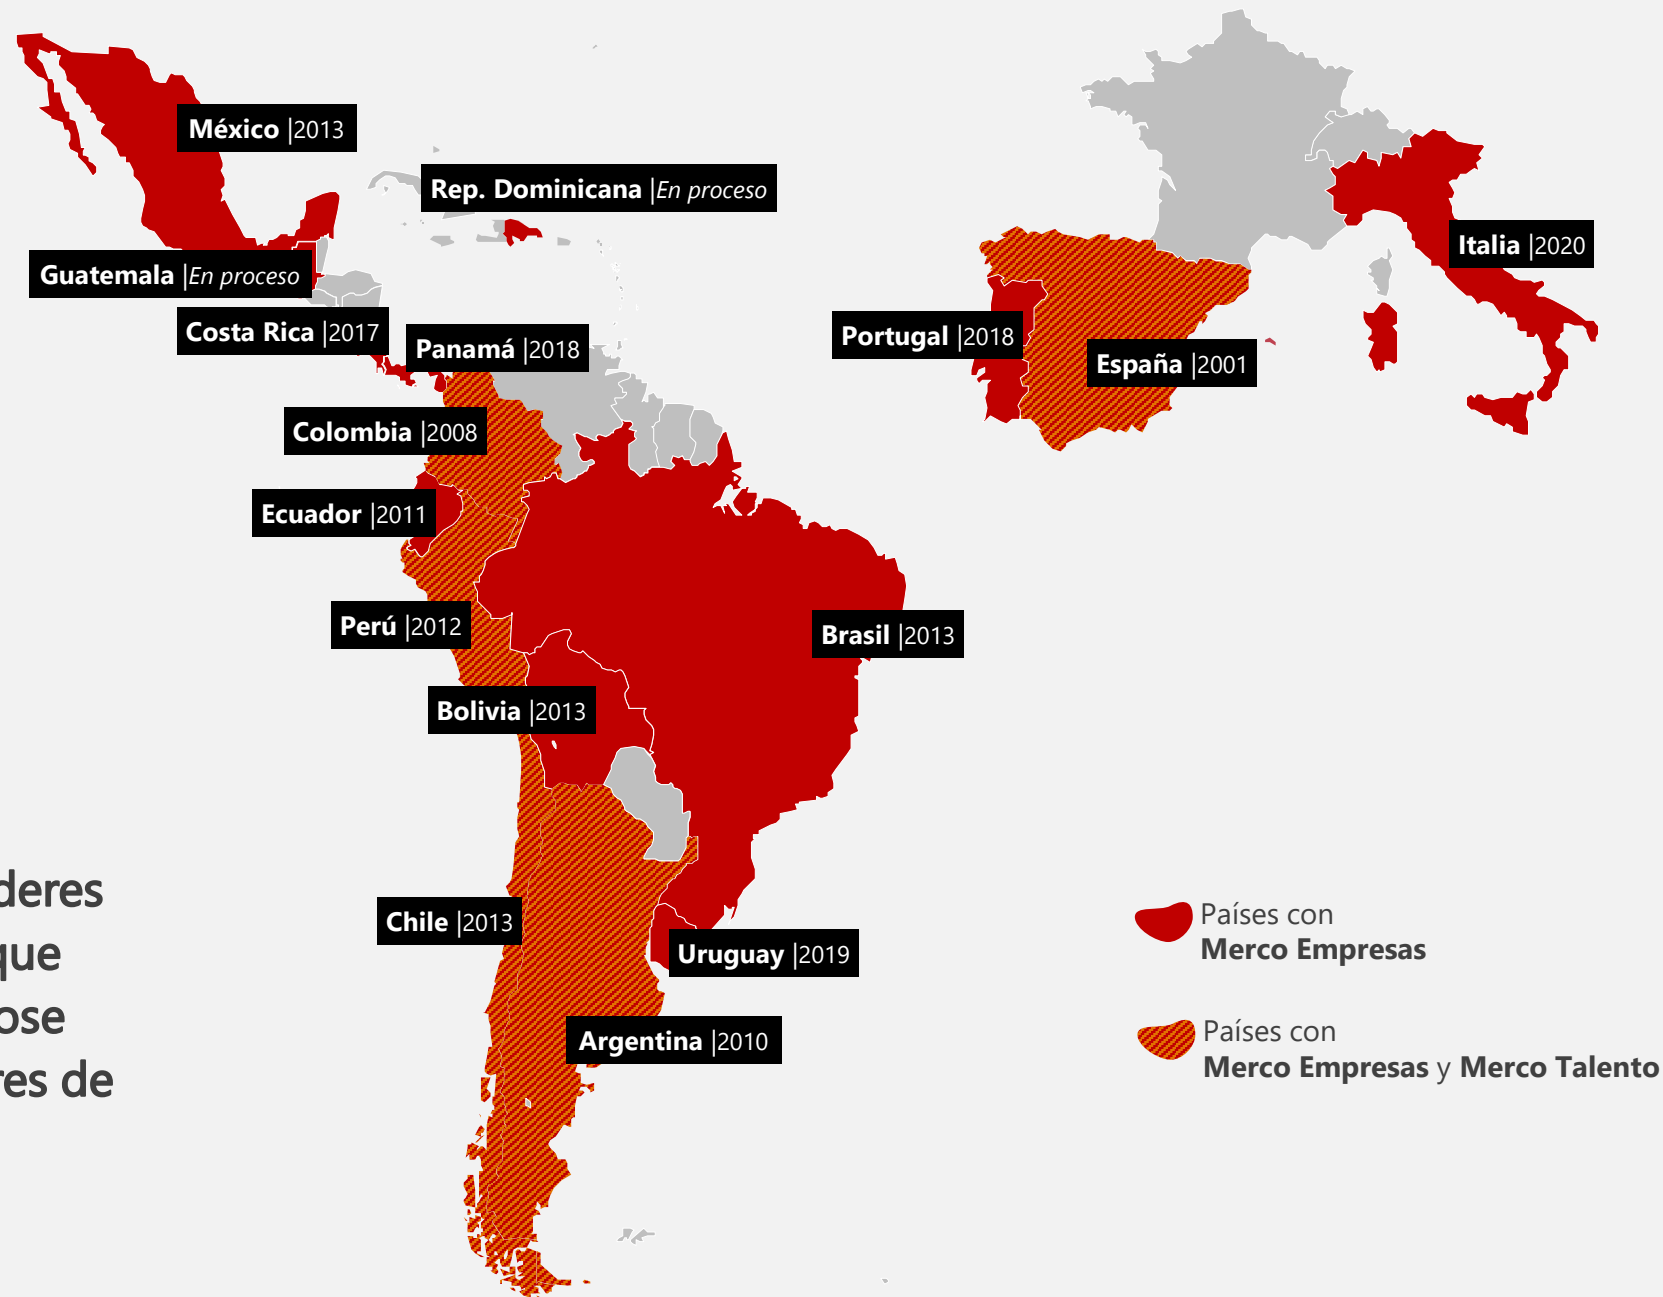 México |2013
Rep. Dominicana |En proceso
Guatemala |En proceso
Costa Rica |2017
Panamá |2018
Colombia |2008
Ecuador |2011
Perú |2012
Bolivia |2013
Brasil |2013
Chile |2013
Uruguay |2019
Argentina |2010
Portugal |2018
España |2001
Italia |2020
deres
que
ose
res de
Países con
Merco Empresas
Países con
Merco Empresas y Merco Talento